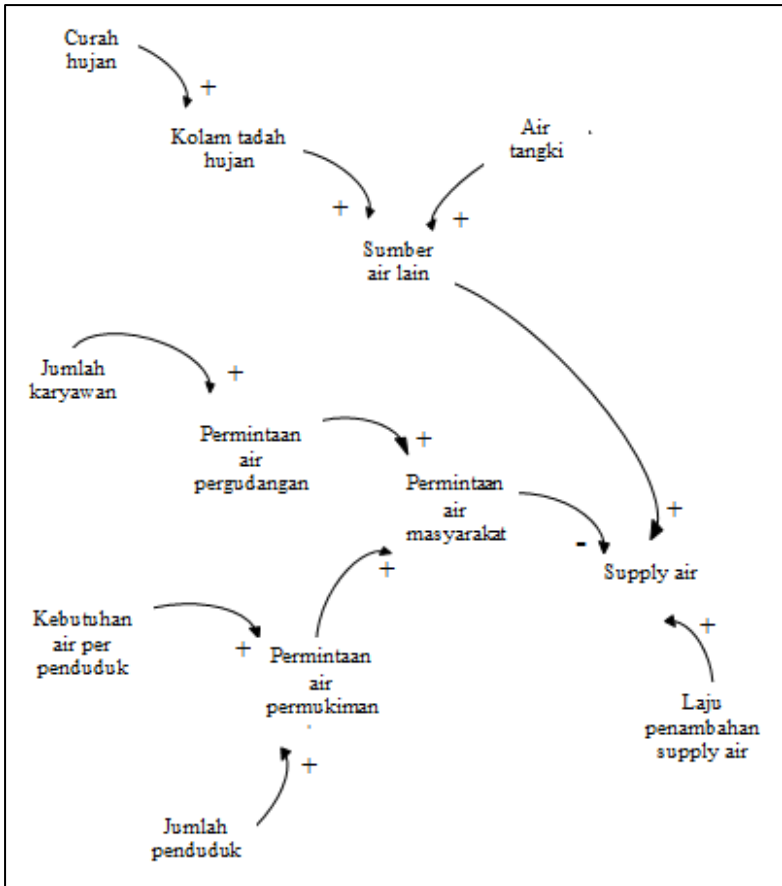 Curah
hujan
+
Kolam tadah
hujan
+
Air
tangki
+
Sumber
air lain
Jumlah
karyawan
+
Permintaan
air
pergudangan
+
Permintaan
air
masyarakat
-
+
Supply air
+
Kebutuhan
air per
penduduk
+
Permintaan
air
permukiman
+
Laju
penambahan
supply air
+
Jumlah
penduduk